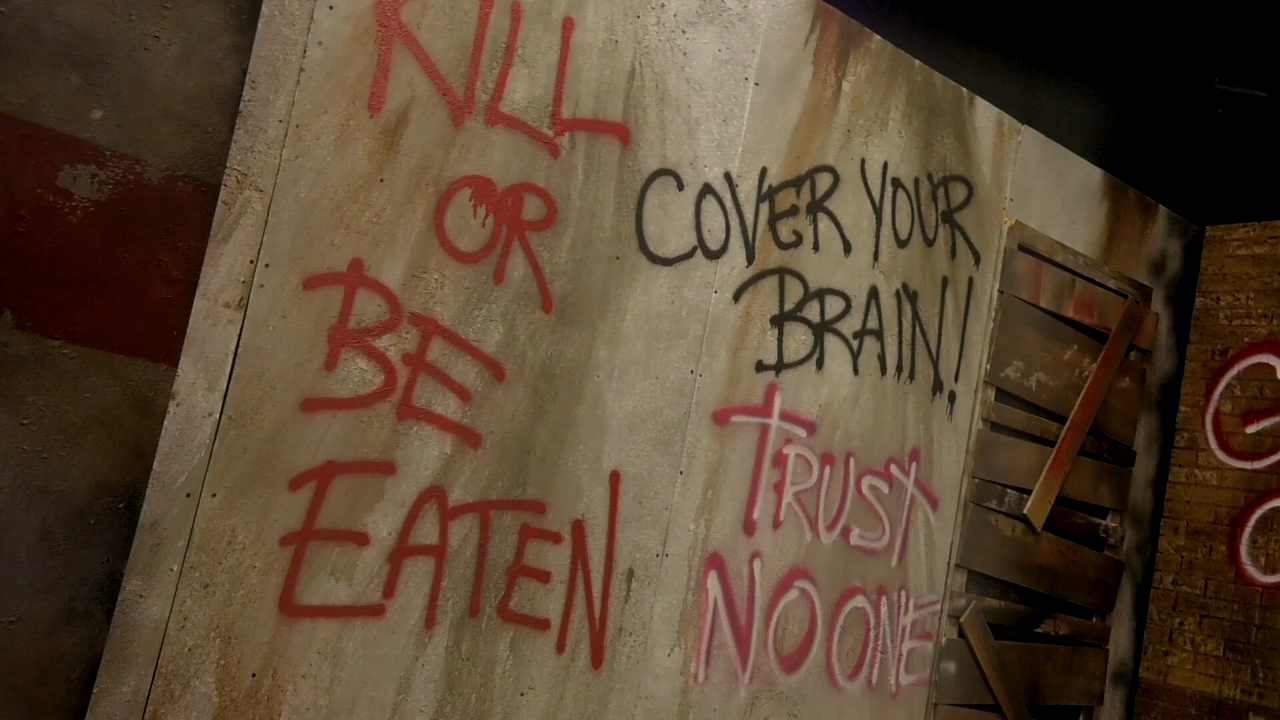 KILL
OR
BE
EATEN
COVER YOUR
BRAIN!
TRUST
NO ONE